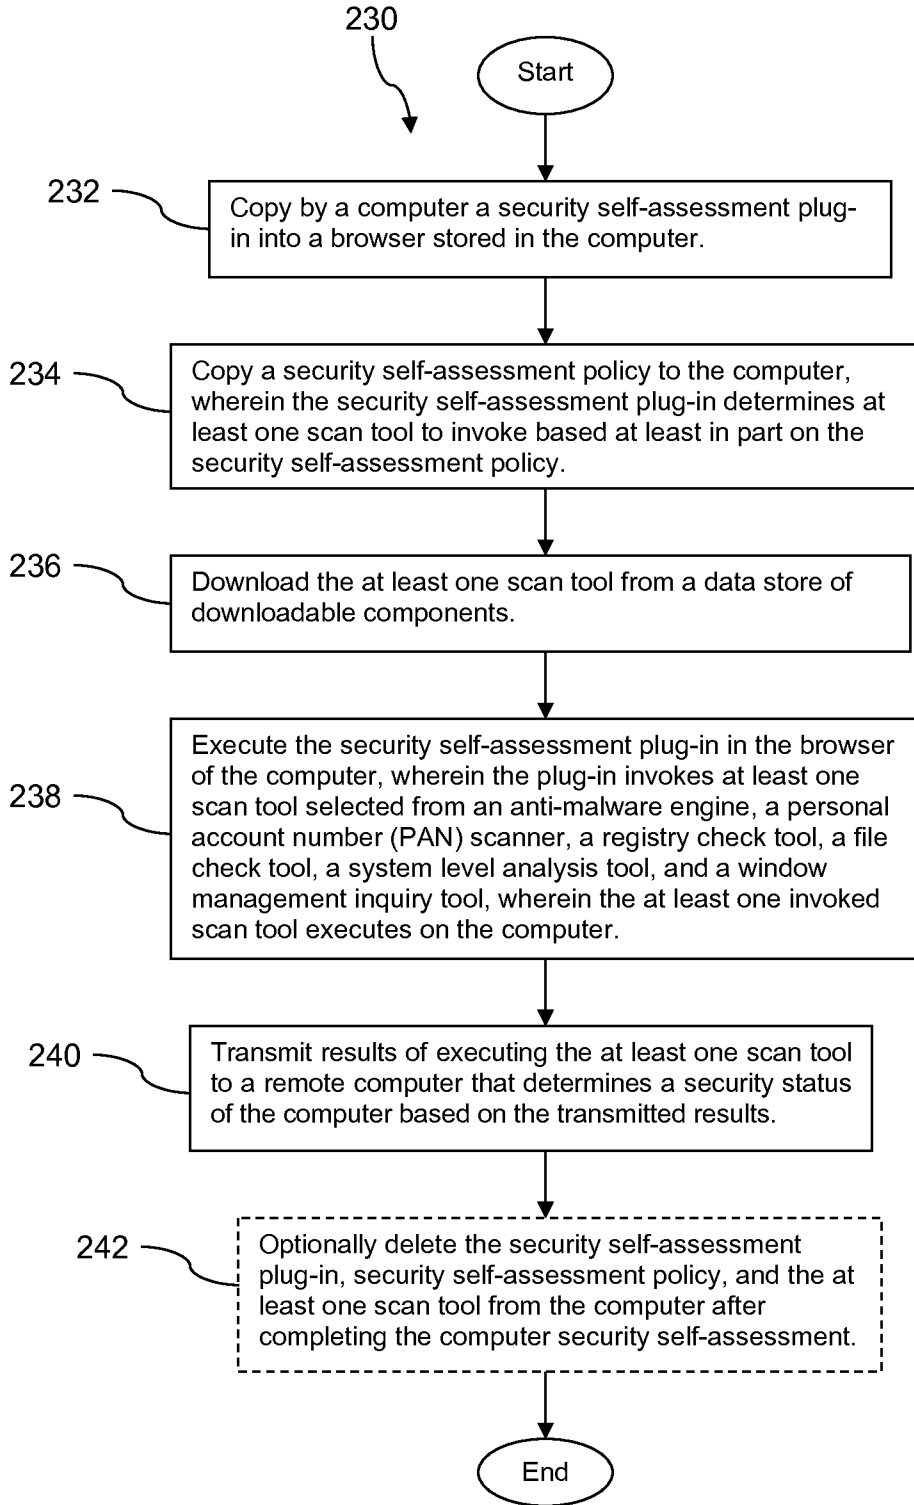 230
Start
232
Copy by a computer a security self-assessment plug-
in into a browser stored in the computer.
234
Copy a security self-assessment policy to the computer,
wherein the security self-assessment plug-in determines at
least one scan tool to invoke based at least in part on the
security self-assessment policy.
236
Download the at least one scan tool from a data store of
downloadable components.
238
Execute the security self-assessment plug-in in the browser
of the computer, wherein the plug-in invokes at least one
scan tool selected from an anti-malware engine, a personal
account number (PAN) scanner, a registry check tool, a file
check tool, a system level analysis tool, and a window
management inquiry tool, wherein the at least one invoked
scan tool executes on the computer.
240
Transmit results of executing the at least one scan tool
to a remote computer that determines a security status
of the computer based on the transmitted results.
242
Optionally delete the security self-assessment
plug-in, security self-assessment policy, and the at
least one scan tool from the computer after
completing the computer security self-assessment.
End